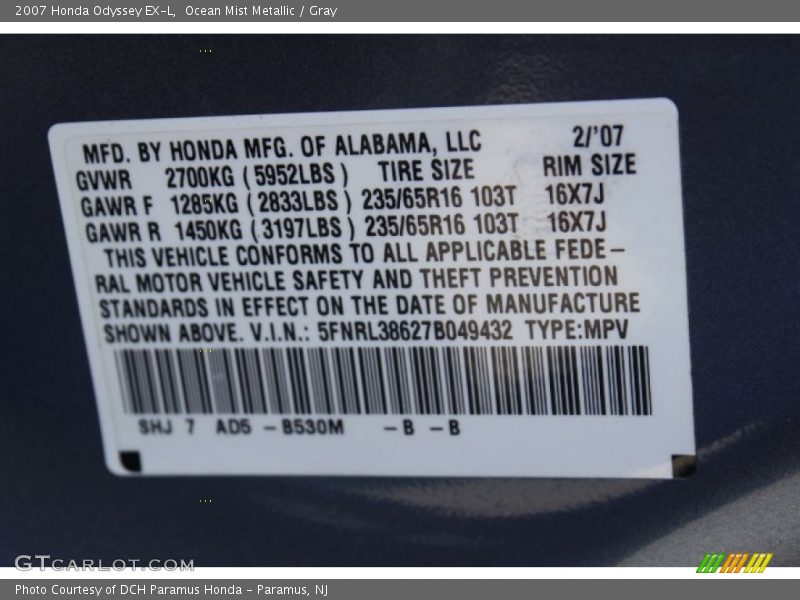 2007 Honda Odyssey EX-L, Ocean Mist Metallic / Gray
MFD. BY HONDA MFG. OF ALABAMA, LLC 2/'07
GVWR 2700KG (5952LBS) TIRE SIZE RIM SIZE
GAWR F 1285KG (2833LBS) 235/65R16 103T 16X7J
GAWR R 1450KG (3197LBS) 235/65R16 103T 16X7J
THIS VEHICLE CONFORMS TO ALL APPLICABLE FEDE-
RAL MOTOR VEHICLE SAFETY AND THEFT PREVENTION
STANDARDS IN EFFECT ON THE DATE OF MANUFACTURE
SHOWN ABOVE. V.I.N.: 5FNRL38627B049432 TYPE:MPV
SHJ 7 AD5 - B530M - B - B
GTCARLOT.COM
Photo Courtesy of DCH Paramus Honda - Paramus, NJ